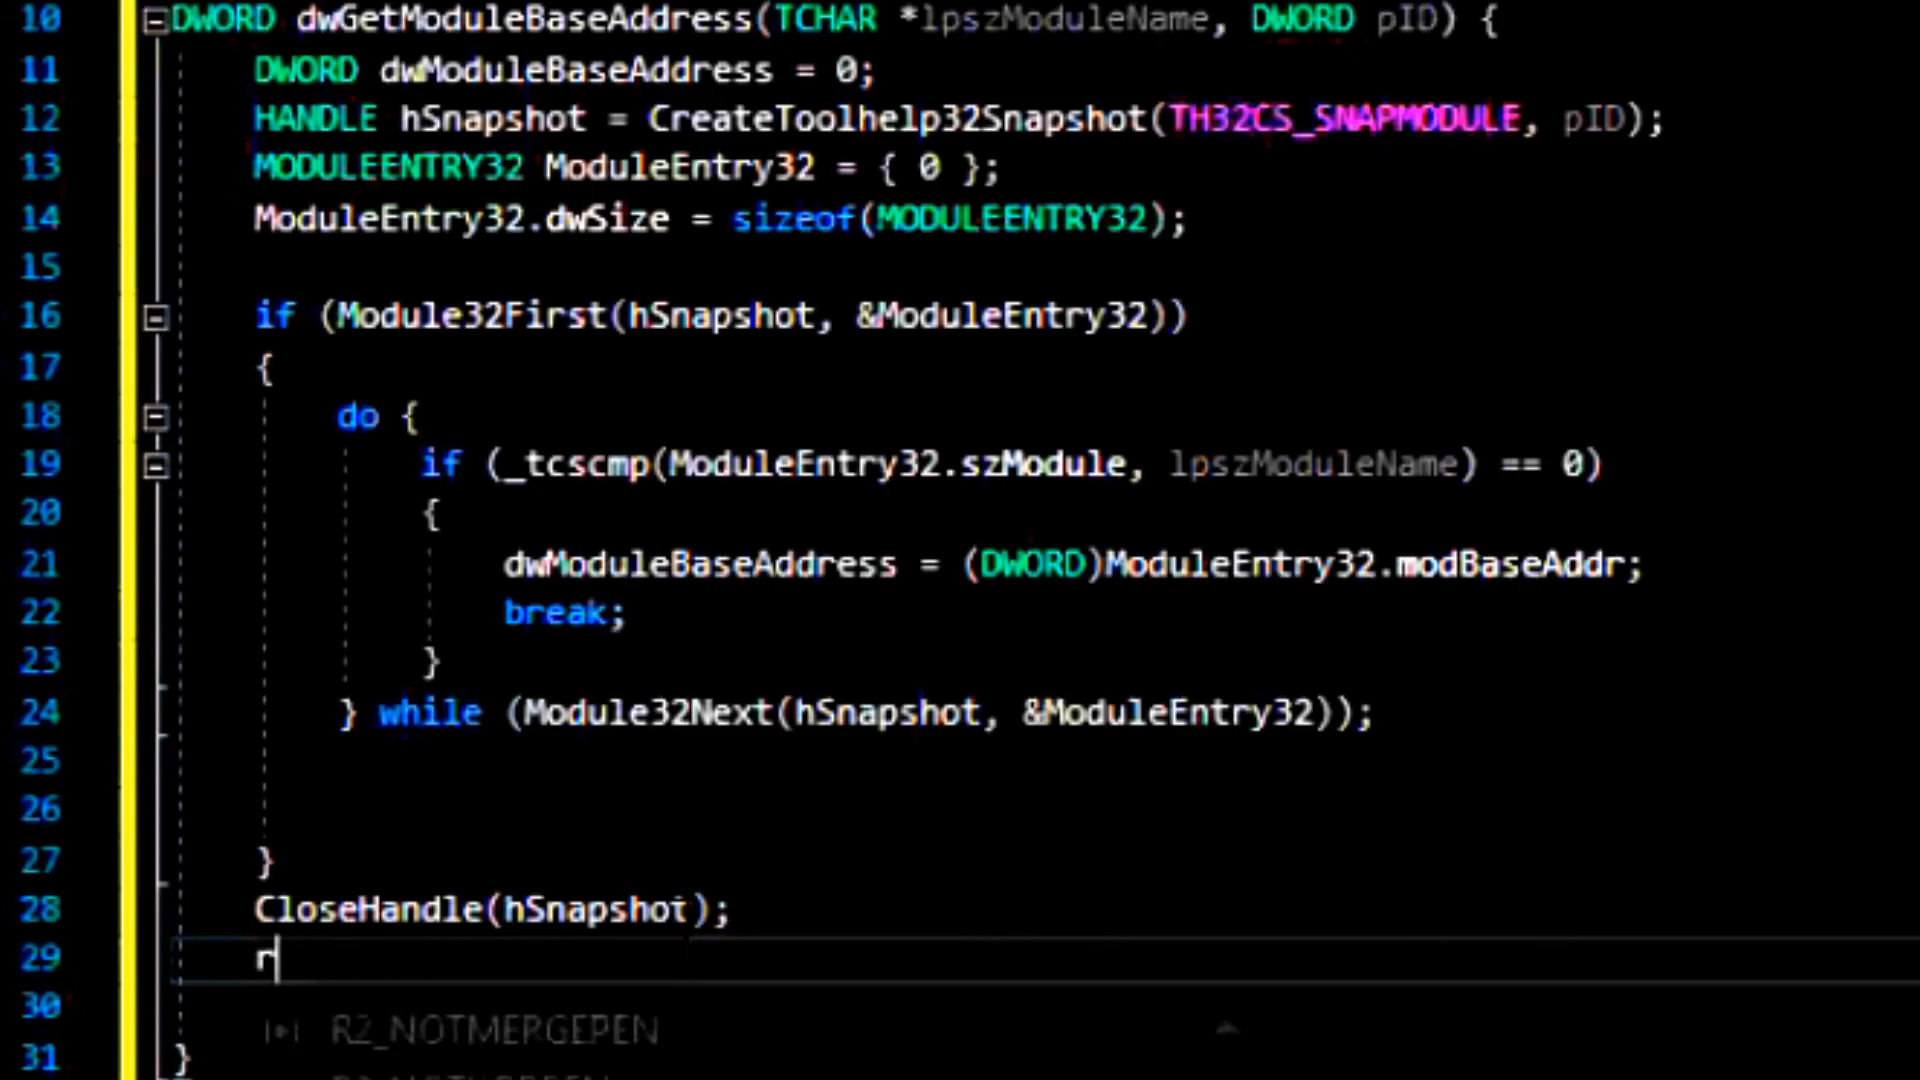 10 DWORD dwGetModuleBaseAddress(TCHAR *lpszModuleName, DWORD pID) {
11 DWORD dwModuleBaseAddress = 0;
12 HANDLE hSnapshot = CreateToolhelp32Snapshot(TH32CS_SNAPMODULE, pID);
13 MODULEENTRY32 ModuleEntry32 = { 0 };
14 ModuleEntry32.dwSize = sizeof(MODULEENTRY32);
15
16 if (Module32First(hSnapshot, &ModuleEntry32))
17 {
18 do {
19 if (_tcscmp(ModuleEntry32.szModule, lpszModuleName) == 0)
20 {
21 dwModuleBaseAddress = (DWORD)ModuleEntry32.modBaseAddr;
22 break;
23 }
24 } while (Module32Next(hSnapshot, &ModuleEntry32));
25
26
27 }
28 CloseHandle(hSnapshot);
29 r
30
R2_NOTMERGEPEN
31 }